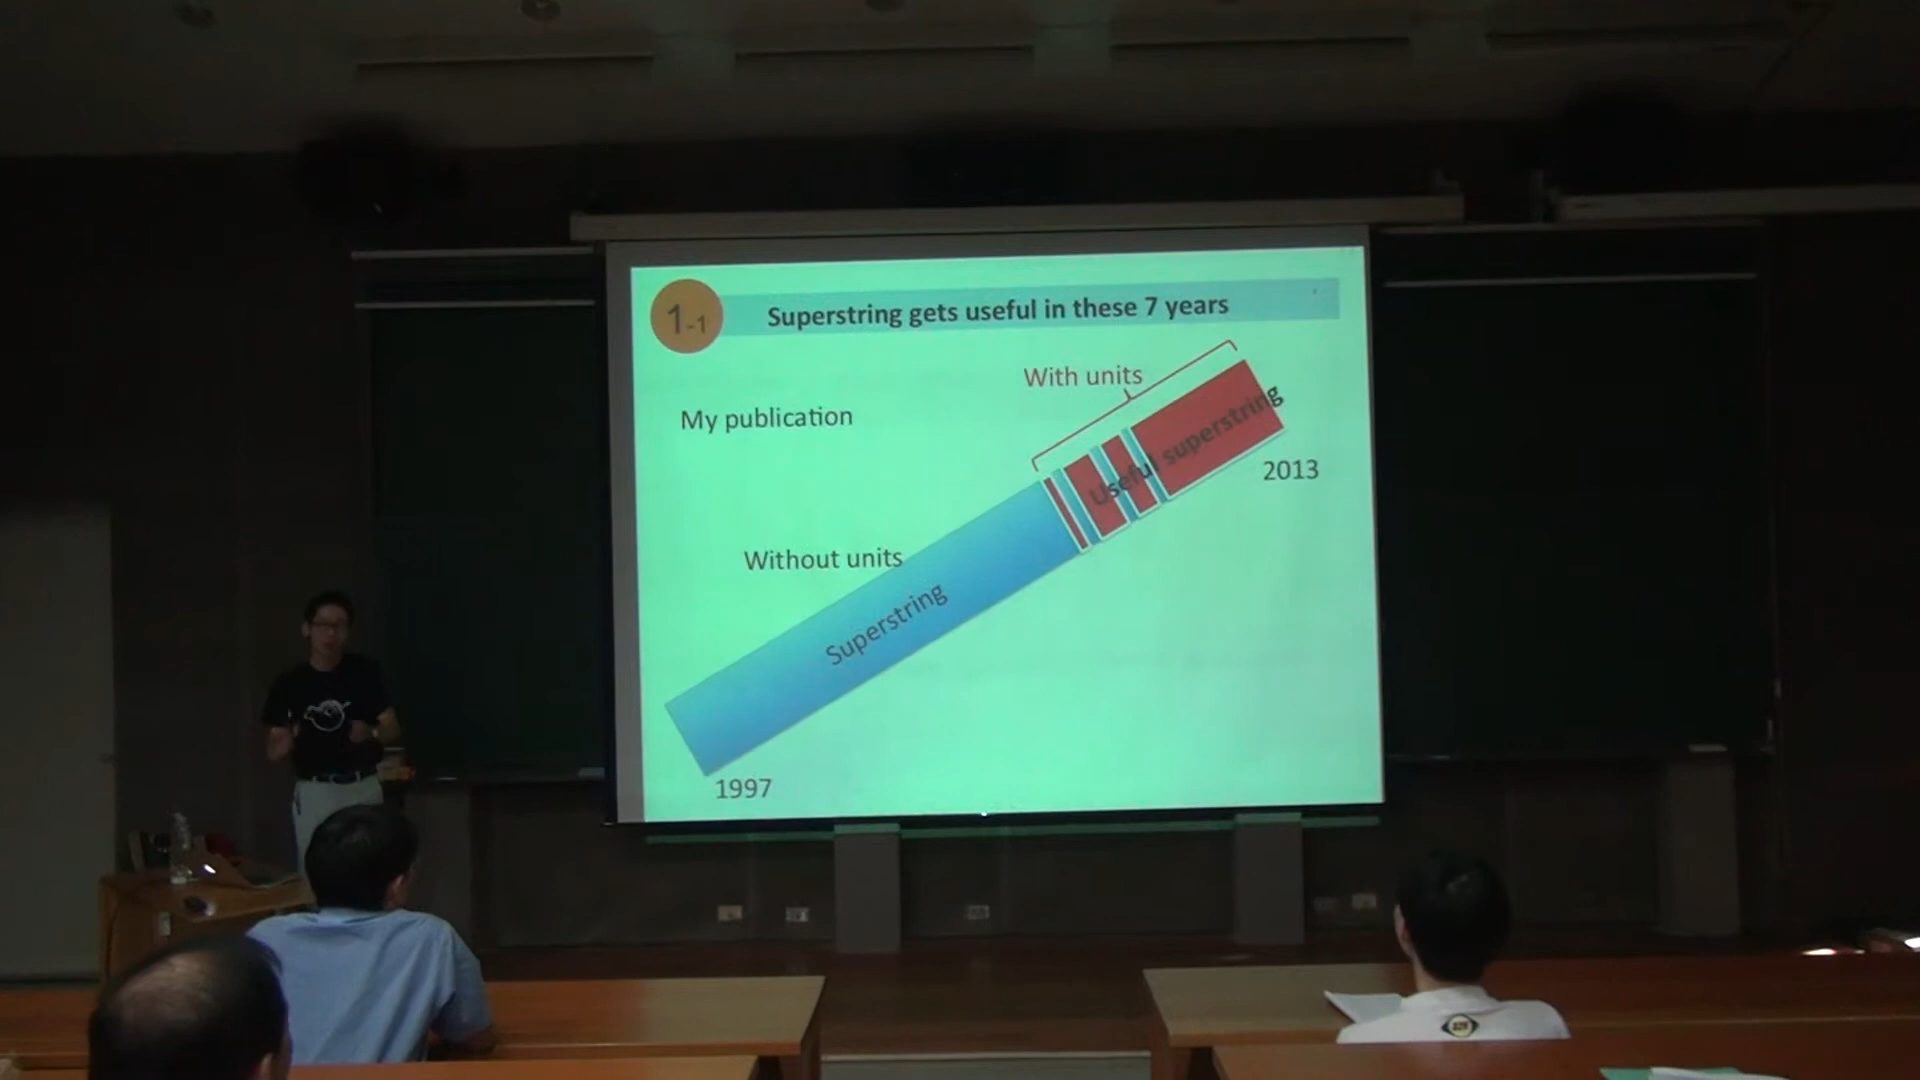 1-1
Superstring gets useful in these 7 years
With units
My publication
Useful superstring
2013
Without units
Superstring
1997